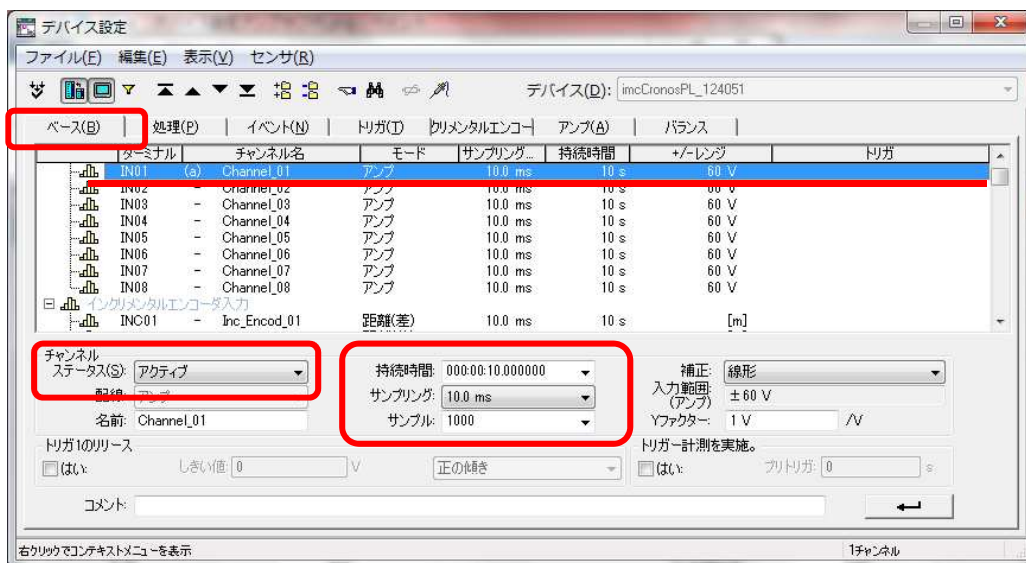 デバイス設定
ファイル(F) 編集(E) 表示(V) センサ(R)
デバイス(D): imcCronosPL_124051
ベース(B) 処理(P) イベント(N) トリガ(T) クリメンタルエンコー アンプ(A) バランス
ターミナル チャンネル名 モード サンプリング... 持続時間 +/-レンジ トリガ
IN01 (a) Channel_01 アンプ 10.0 ms 10 s 60 V
IN02 - Channel_02 アンプ 10.0 ms 10 s 60 V
IN03 - Channel_03 アンプ 10.0 ms 10 s 60 V
IN04 - Channel_04 アンプ 10.0 ms 10 s 60 V
IN05 - Channel_05 アンプ 10.0 ms 10 s 60 V
IN06 - Channel_06 アンプ 10.0 ms 10 s 60 V
IN07 - Channel_07 アンプ 10.0 ms 10 s 60 V
IN08 - Channel_08 アンプ 10.0 ms 10 s 60 V
インクリメンタルエンコーダ入力
INC01 - Inc_Encod_01 距離(差) 10.0 ms 10 s [m]
チャンネル
ステータス(S): アクティブ 持続時間: 000:00:10.000000 補正: 線形
配線: アンプ サンプリング: 10.0 ms 入力範囲: (アンプ) ±60 V
名前: Channel_01 サンプル: 1000 Yファクター: 1 V /V
トリガ1のリリース トリガー計測を実施。
はい: しきい値: 0 V 正の傾き はい: プリトリガ: 0 s
コメント:
右クリックでコンテキストメニューを表示 1チャンネル